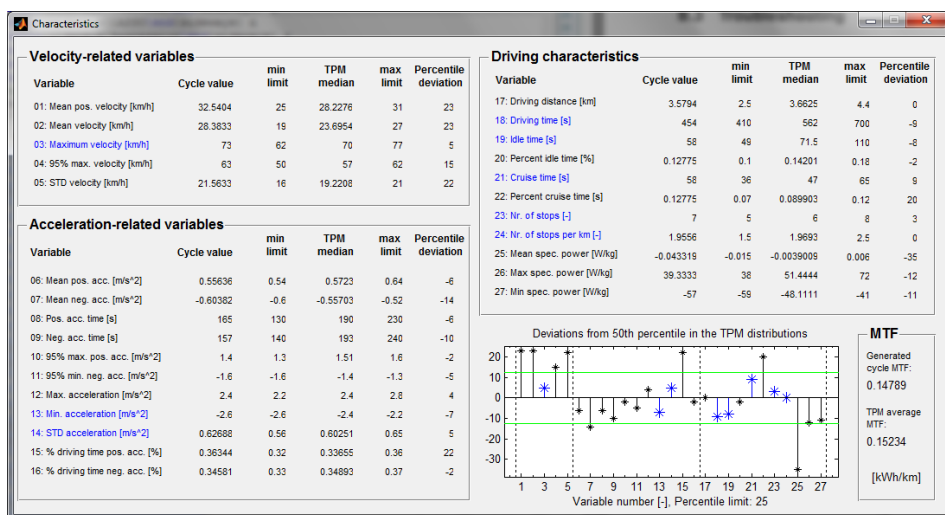 Characteristics
Velocity-related variables
Variable Cycle value min limit TPM median max limit Percentile deviation
01: Mean pos. velocity [km/h] 32.5404 25 28.2276 31 23
02: Mean velocity [km/h] 28.3833 19 23.6954 27 23
03: Maximum velocity [km/h] 73 62 70 77 5
04: 95% max. velocity [km/h] 63 50 57 62 15
05: STD velocity [km/h] 21.5633 16 19.2208 21 22
Acceleration-related variables
Variable Cycle value min limit TPM median max limit Percentile deviation
06: Mean pos. acc. [m/s^2] 0.55636 0.54 0.5723 0.64 -6
07: Mean neg. acc. [m/s^2] -0.60382 -0.6 -0.55703 -0.52 -14
08: Pos. acc. time [s] 165 130 190 230 -6
09: Neg. acc. time [s] 157 140 193 240 -10
10: 95% max. pos. acc. [m/s^2] 1.4 1.3 1.51 1.6 -2
11: 95% min. neg. acc. [m/s^2] -1.6 -1.6 -1.4 -1.3 -5
12: Max. acceleration [m/s^2] 2.4 2.2 2.4 2.8 4
13: Min. acceleration [m/s^2] -2.6 -2.6 -2.4 -2.2 -7
14: STD acceleration [m/s^2] 0.62688 0.56 0.60251 0.65 5
15: % driving time pos. acc. [%] 0.36344 0.32 0.33655 0.36 22
16: % driving time neg. acc. [%] 0.34581 0.33 0.34893 0.37 -2
Driving characteristics
Variable Cycle value min limit TPM median max limit Percentile deviation
17: Driving distance [km] 3.5794 2.5 3.6625 4.4 0
18: Driving time [s] 454 410 562 700 -9
19: Idle time [s] 58 49 71.5 110 -8
20: Percent idle time [%] 0.12775 0.1 0.14201 0.18 -2
21: Cruise time [s] 58 36 47 65 9
22: Percent cruise time [s] 0.12775 0.07 0.089903 0.12 20
23: Nr. of stops [-] 7 5 6 8 3
24: Nr. of stops per km [-] 1.9556 1.5 1.9693 2.5 0
25: Mean spec. power [W/kg] -0.043319 -0.015 -0.0039009 0.006 -35
26: Max spec. power [W/kg] 39.3333 38 51.4444 72 -12
27: Min spec. power [W/kg] -57 -59 -48.1111 -41 -11
Deviations from 50th percentile in the TPM distributions
20
10
0
-10
-20
-30
1 3 5 7 9 11 13 15 17 19 21 23 25 27
Variable number [-], Percentile limit: 25
MTF
Generated
cycle MTF:
0.14789
TPM average
MTF:
0.15234
[kWh/km]